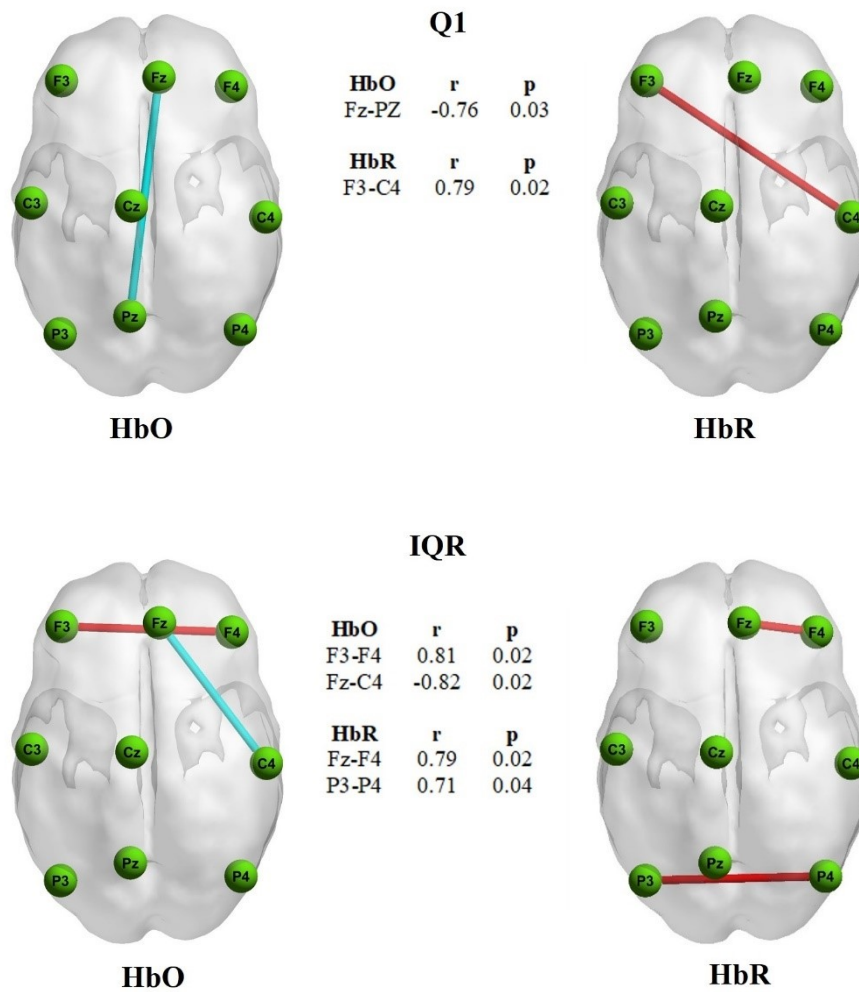 Q1
F3 Fz F4
C3 Cz C4
P3 Pz P4
HbO
HbO r p
Fz-PZ -0.76 0.03
HbR r p
F3-C4 0.79 0.02
F3 Fz F4
C3 Cz C4
P3 Pz P4
HbR
IQR
F3 Fz F4
C3 Cz C4
P3 Pz P4
HbO
HbO r p
F3-F4 0.81 0.02
Fz-C4 -0.82 0.02
HbR r p
Fz-F4 0.79 0.02
P3-P4 0.71 0.04
F3 Fz F4
C3 Cz C4
P3 Pz P4
HbR